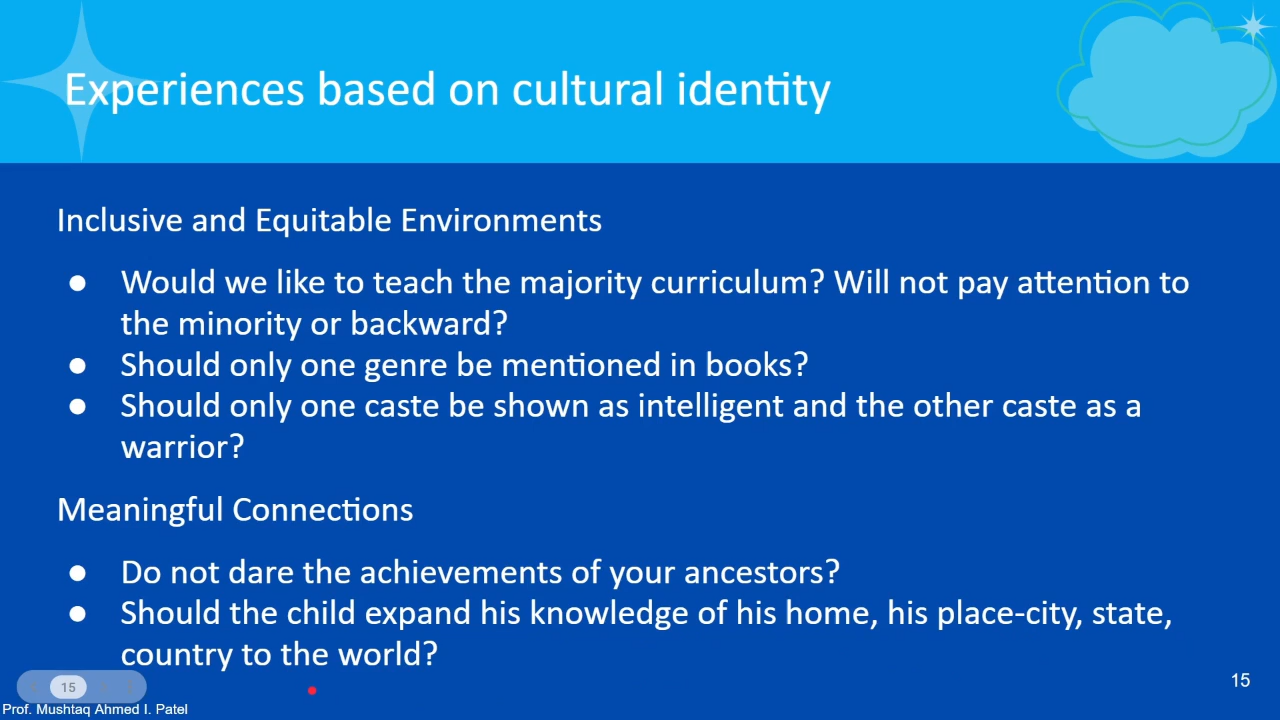 Experiences based on cultural identity
Inclusive and Equitable Environments
● Would we like to teach the majority curriculum? Will not pay attention to
the minority or backward?
● Should only one genre be mentioned in books?
● Should only one caste be shown as intelligent and the other caste as a
warrior?
Meaningful Connections
● Do not dare the achievements of your ancestors?
● Should the child expand his knowledge of his home, his place-city, state,
country to the world?
15
15
Prof. Mushtaq Ahmed I. Patel